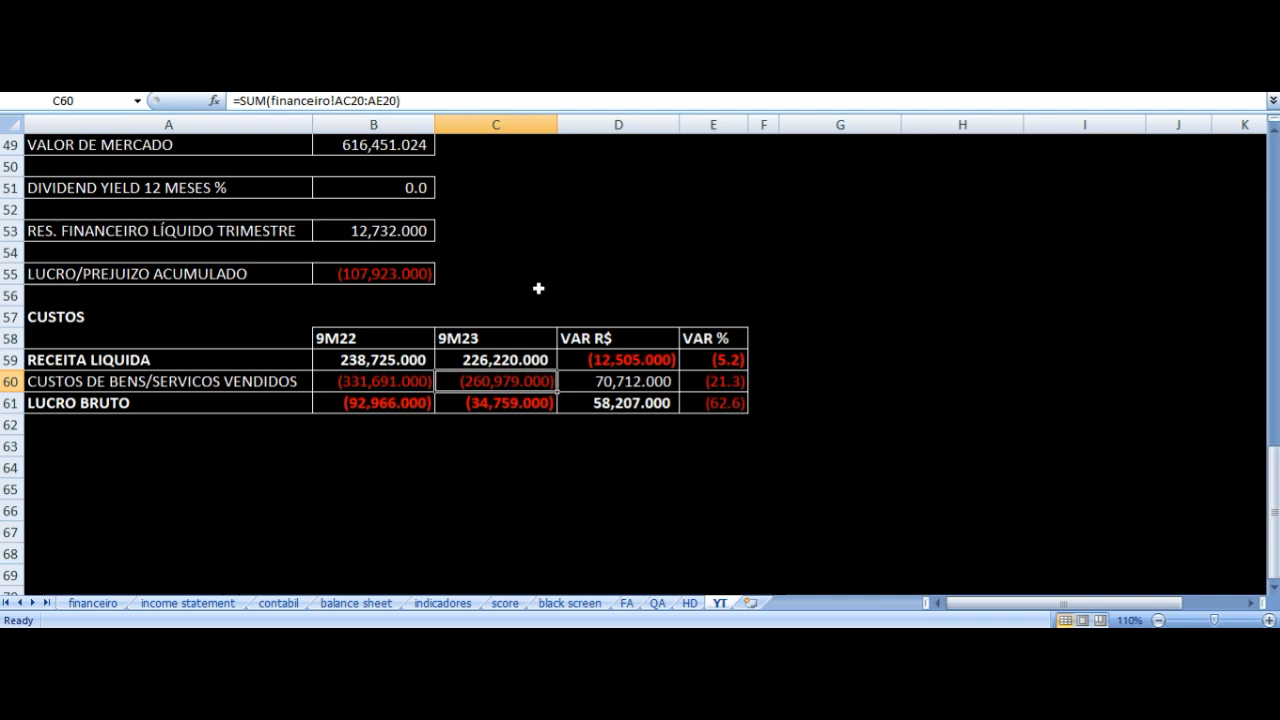 C60 fx =SUM(financeiro!AC20:AE20)
A B C D E F G H I J K
49 VALOR DE MERCADO 616,451.024
50
51 DIVIDEND YIELD 12 MESES % 0.0
52
53 RES. FINANCEIRO LÍQUIDO TRIMESTRE 12,732.000
54
55 LUCRO/PREJUIZO ACUMULADO (107,923.000)
56
57 CUSTOS
58 9M22 9M23 VAR R$ VAR %
59 RECEITA LIQUIDA 238,725.000 226,220.000 (12,505.000) (5.2)
60 CUSTOS DE BENS/SERVICOS VENDIDOS (331,691.000) (260,979.000) 70,712.000 (21.3)
61 LUCRO BRUTO (92,966.000) (34,759.000) 58,207.000 (62.6)
62
63
64
65
66
67
68
69
financeiro income statement contabil balance sheet indicadores score black screen FA QA HD YT
Ready 110%